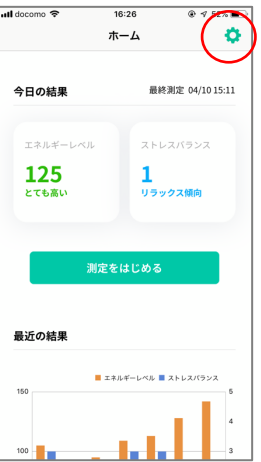 docomo 16:26 52%
ホーム
今日の結果 最終測定 04/10 15:11
エネルギーレベル ストレスバランス
125 1
とても高い リラックス傾向
測定をはじめる
最近の結果
エネルギーレベル ストレスバランス
150 5
4
100 3